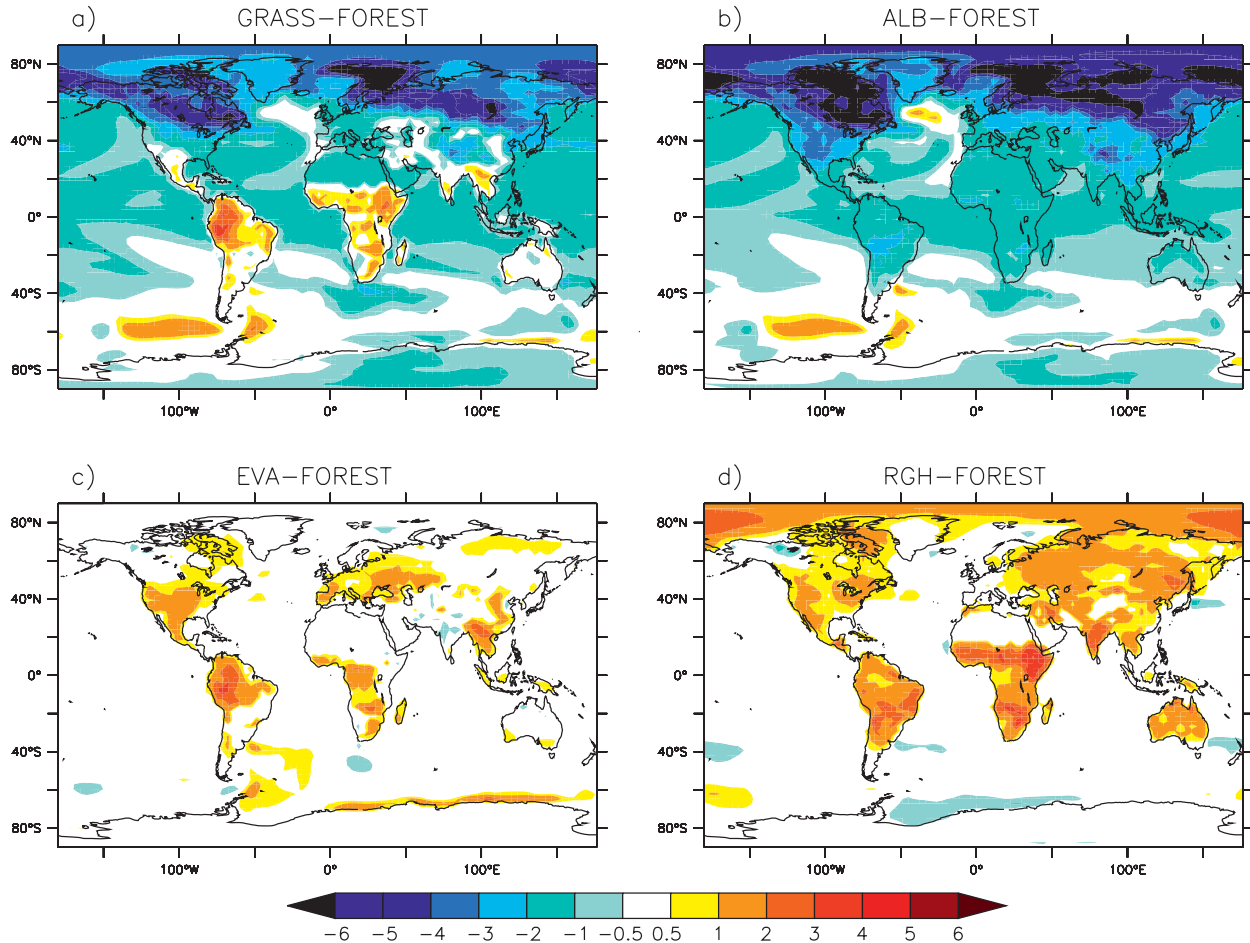 a) GRASS−FOREST
b) ALB−FOREST
80°N
40°N
0°
40°S
80°S
100°W 0° 100°E
80°N
40°N
0°
40°S
80°S
100°W 0° 100°E
c) EVA−FOREST
d) RGH−FOREST
80°N
40°N
0°
40°S
80°S
100°W 0° 100°E
80°N
40°N
0°
40°S
80°S
100°W 0° 100°E
−6 −5 −4 −3 −2 −1 −0.5 0.5 1 2 3 4 5 6